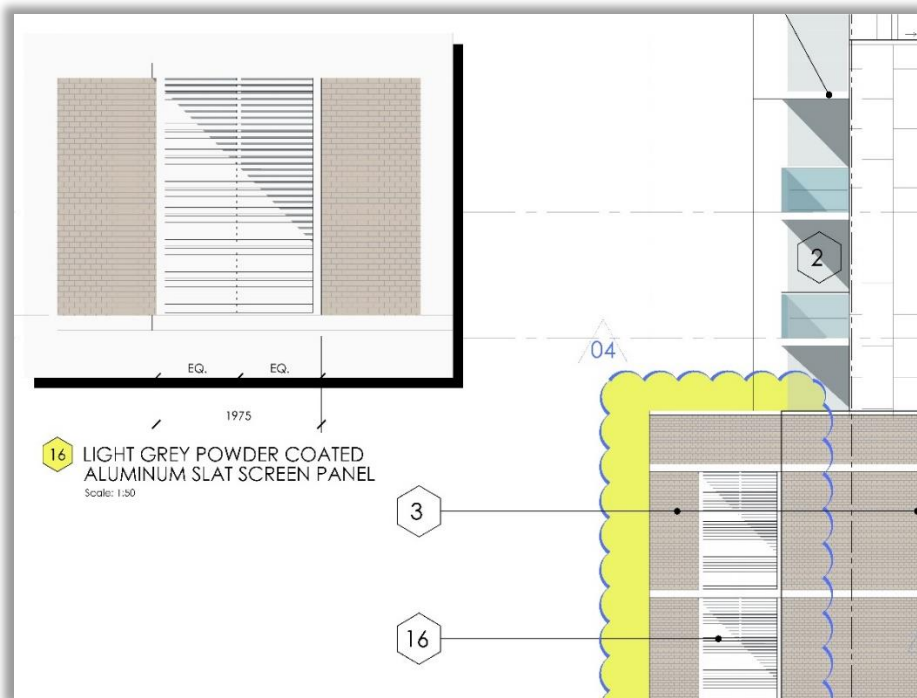 EQ. EQ.
1975
16 LIGHT GREY POWDER COATED
ALUMINUM SLAT SCREEN PANEL
Scale: 1:50
2
04
3
16